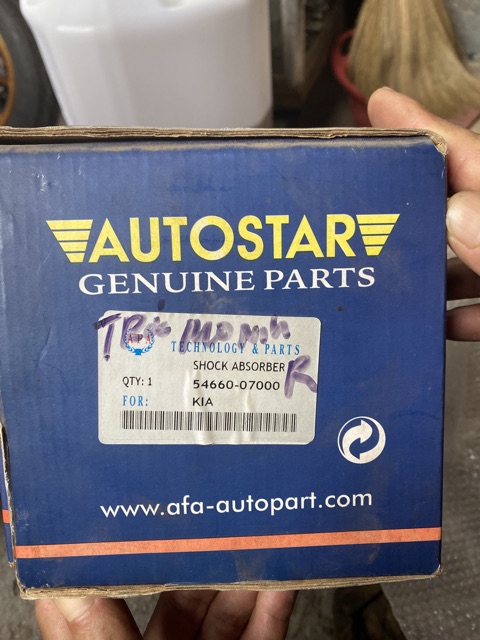 AUTOSTAR
GENUINE PARTS
TECHNOLOGY & PARTS
SHOCK ABSORBER
QTY: 1 54660-07000 R
FOR: KIA
www.afa-autopart.com